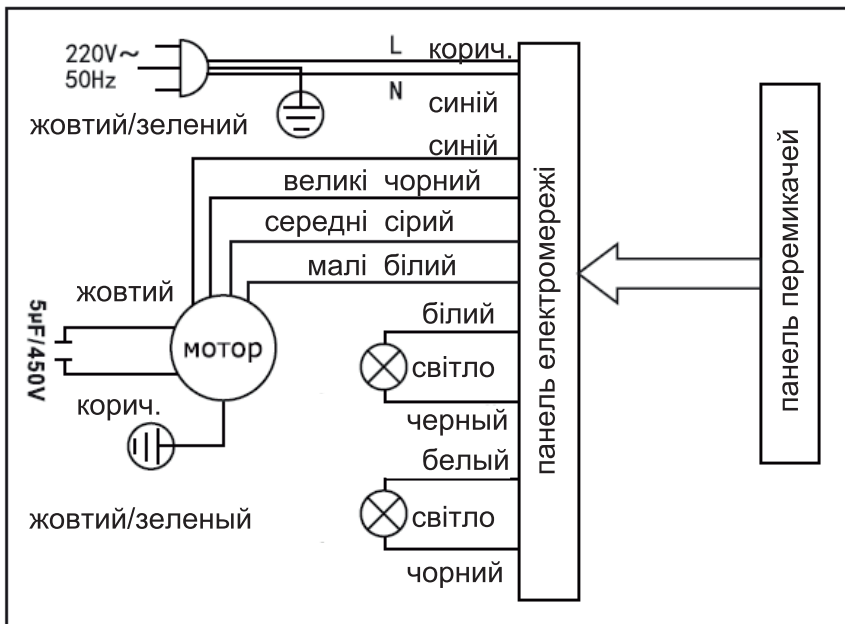 220V~
50Hz
L
корич.
N
синій
жовтий/зелений
синій
великі чорний
середні сірий
малі білий
жовтий
5μF/450V
мотор
білий
світло
корич.
черный
белый
жовтий/зеленый
світло
чорний
панель електромережі
панель перемикачей